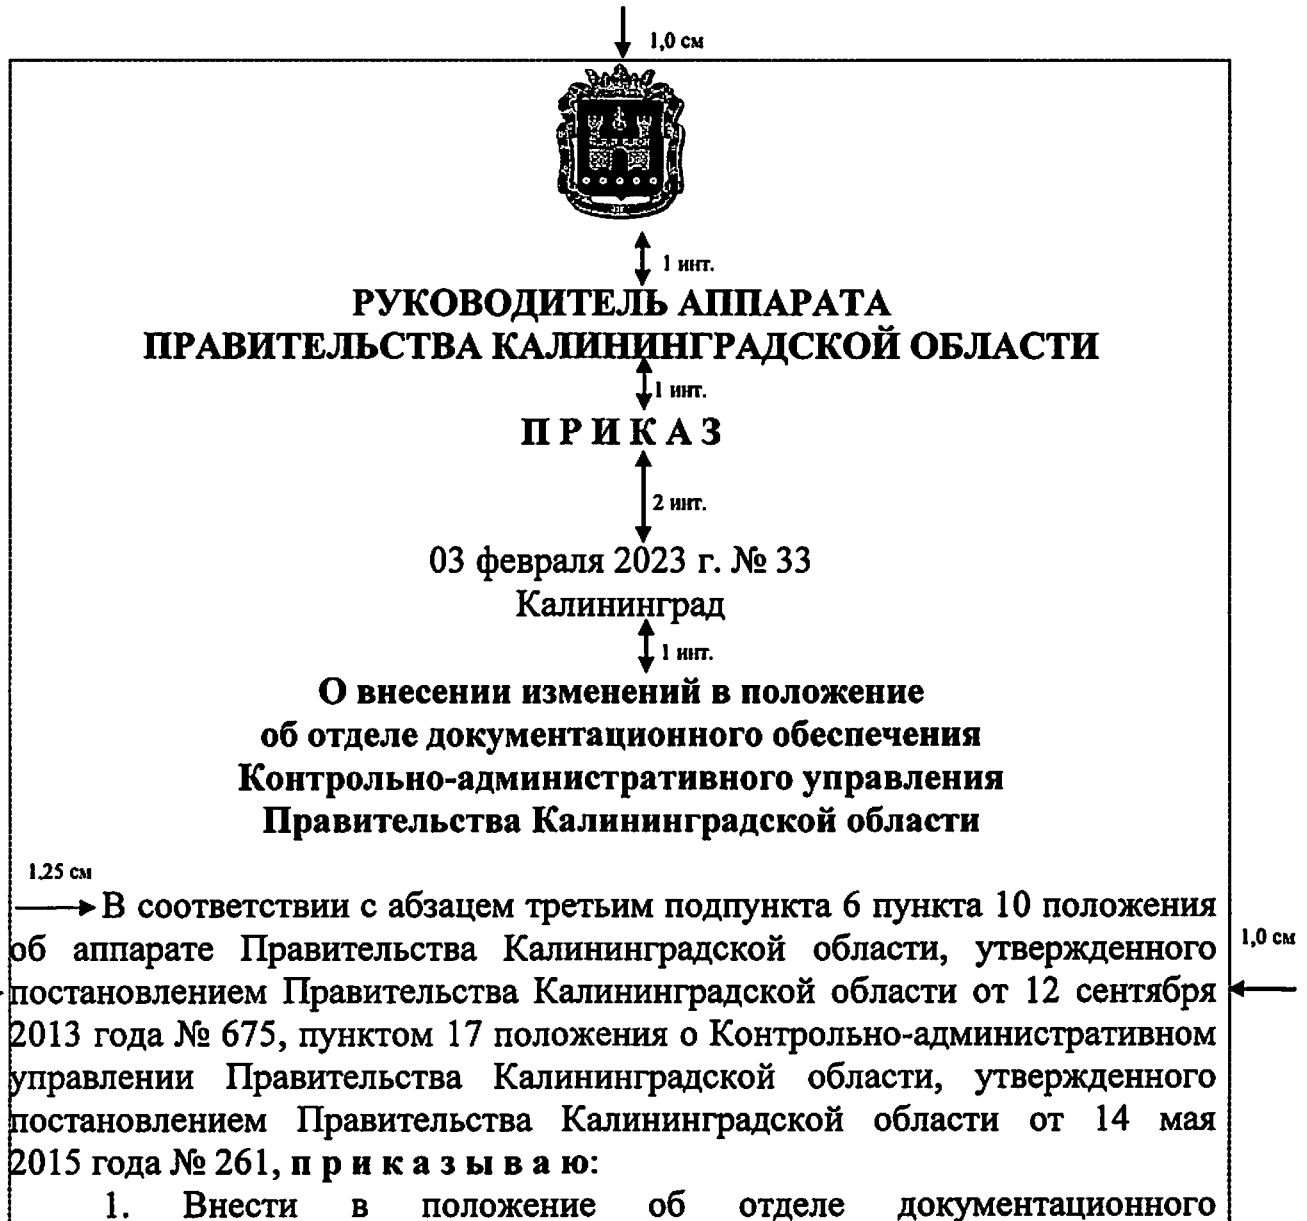 1,0 см
1 инт.
РУКОВОДИТЕЛЬ АППАРАТА
ПРАВИТЕЛЬСТВА КАЛИНИНГРАДСКОЙ ОБЛАСТИ
1 инт.
П Р И К А З
2 инт.
03 февраля 2023 г. № 33
Калининград
1 инт.
О внесении изменений в положение
об отделе документационного обеспечения
Контрольно-административного управления
Правительства Калининградской области
1,25 см
В соответствии с абзацем третьим подпункта 6 пункта 10 положения
об аппарате Правительства Калининградской области, утвержденного
1,0 см
постановлением Правительства Калининградской области от 12 сентября
2013 года № 675, пунктом 17 положения о Контрольно-административном
управлении Правительства Калининградской области, утвержденного
постановлением Правительства Калининградской области от 14 мая
2015 года № 261, п р и к а з ы в а ю:
1. Внести в положение об отделе документационного